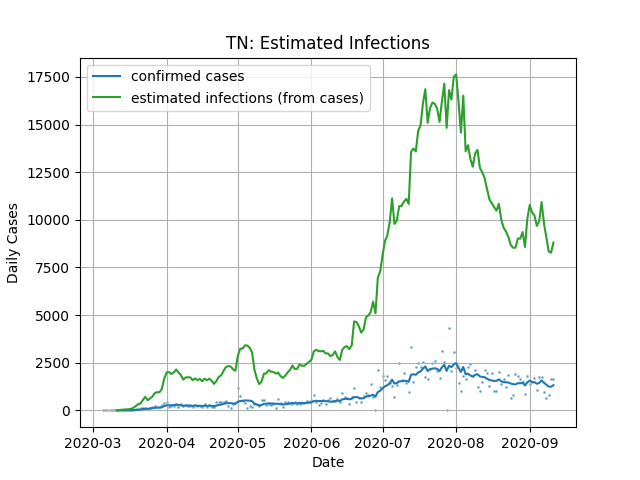 TN: Estimated Infections
confirmed cases
estimated infections (from cases)
17500
15000
12500
10000
7500
5000
2500
0
Daily Cases
2020-03 2020-04 2020-05 2020-06 2020-07 2020-08 2020-09
Date